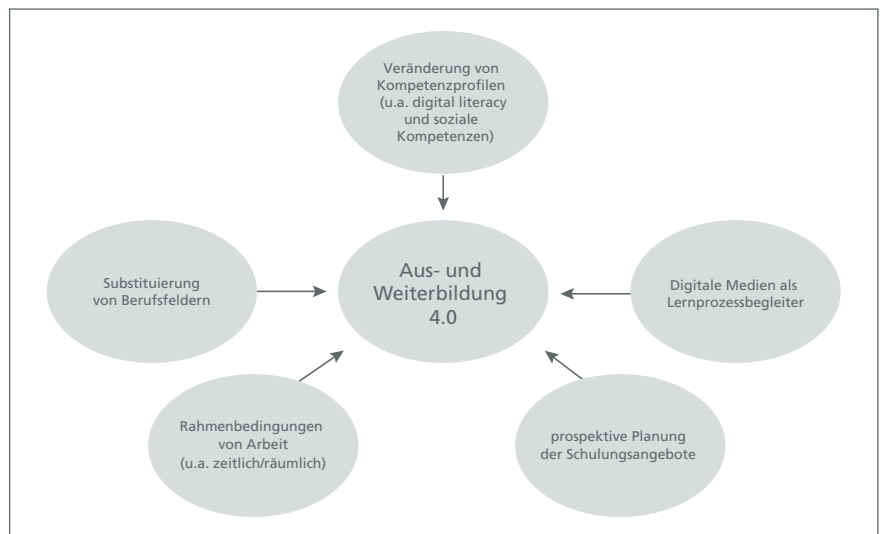 Veränderung von
Kompetenzprofilen
(u.a. digital literacy
und soziale
Kompetenzen)
Substituierung
von Berufsfeldern
Aus- und
Weiterbildung
4.0
Digitale Medien als
Lernprozessbegleiter
Rahmenbedingungen
von Arbeit
(u.a. zeitlich/räumlich)
prospektive Planung
der Schulungsangebote